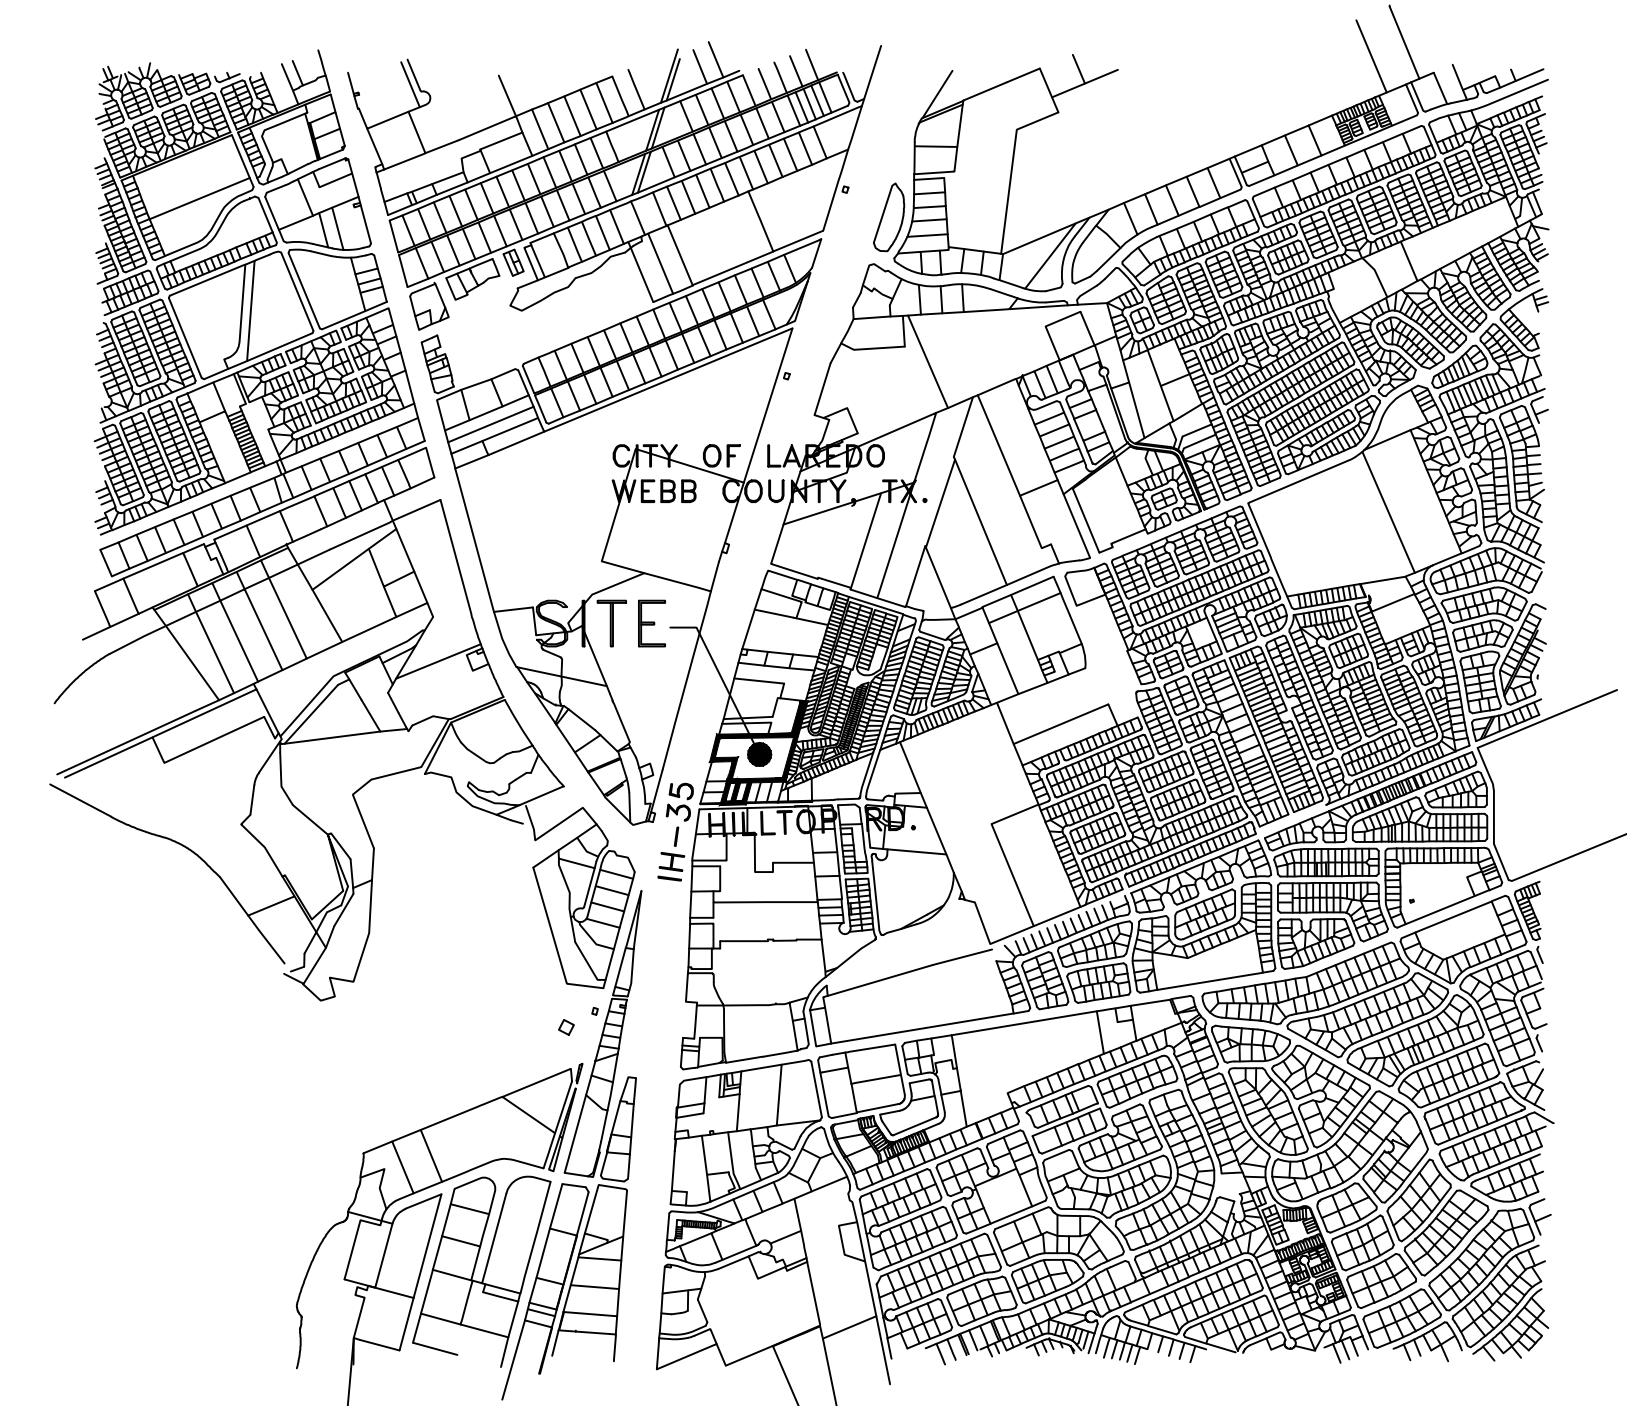 CITY OF LAREDO
WEBB COUNTY, TX.
SITE
IH-35
HILLTOP RD.